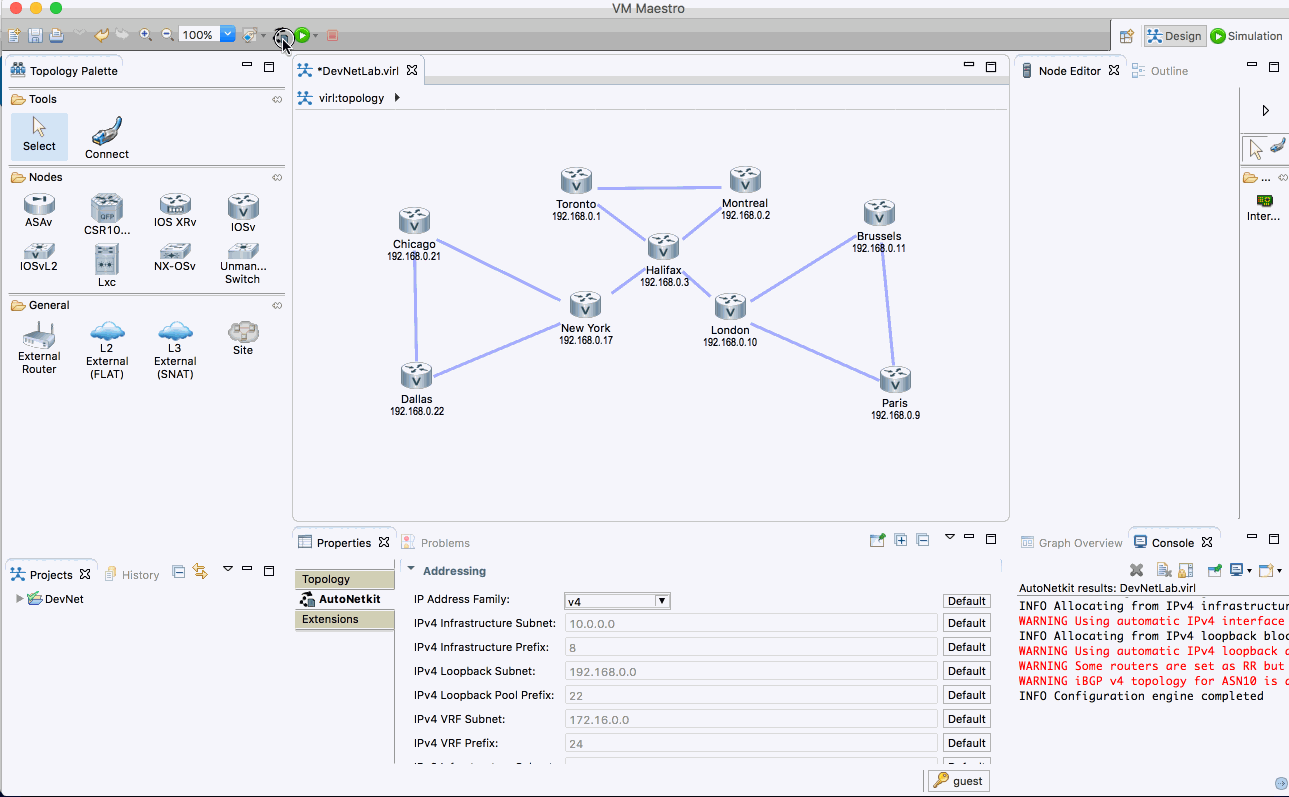 VM Maestro
100%
Design
Simulation
Topology Palette
Tools
Select
Connect
Nodes
ASAv
CSR10...
IOS XRv
IOSv
IOSvL2
Lxc
NX-OSv
Unman...
Switch
General
External
Router
L2
External
(FLAT)
L3
External
(SNAT)
Site
*DevNetLab.virl
virl:topology
Toronto
192.168.0.1
Montreal
192.168.0.2
Brussels
192.168.0.11
Chicago
192.168.0.21
Halifax
192.168.0.3
New York
192.168.0.17
London
192.168.0.10
Dallas
192.168.0.22
Paris
192.168.0.9
Node Editor
Outline
...
Inter...
Projects
History
DevNet
Properties
Problems
Topology
AutoNetkit
Extensions
Addressing
IP Address Family: v4 Default
IPv4 Infrastructure Subnet: 10.0.0.0 Default
IPv4 Infrastructure Prefix: 8 Default
IPv4 Loopback Subnet: 192.168.0.0 Default
IPv4 Loopback Pool Prefix: 22 Default
IPv4 VRF Subnet: 172.16.0.0 Default
IPv4 VRF Prefix: 24 Default
guest
Graph Overview
Console
AutoNetkit results: DevNetLab.virl
INFO Allocating from IPv4 infrastructur
WARNING Using automatic IPv4 interface
INFO Allocating from IPv4 loopback bloc
WARNING Using automatic IPv4 loopback
WARNING Some routers are set as RR but
WARNING iBGP v4 topology for ASN10 is
INFO Configuration engine completed